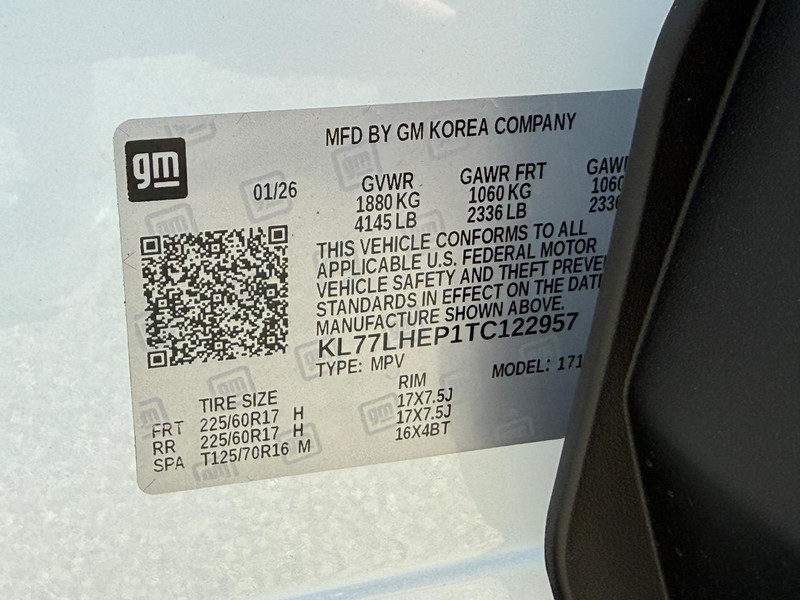 gm
MFD BY GM KOREA COMPANY
01/26
GVWR GAWR FRT
1880 KG 1060 KG
4145 LB 2336 LB
THIS VEHICLE CONFORMS TO ALL
APPLICABLE U.S. FEDERAL MOTOR
VEHICLE SAFETY AND THEFT
STANDARDS IN EFFECT ON THE
MANUFACTURE SHOWN ABOVE.
KL77LHEP1TC122957
TYPE: MPV MODEL: 171
TIRE SIZE RIM
FRT 225/60R17 H 17X7.5J
RR 225/60R17 H 17X7.5J
SPA T125/70R16 M 16X4BT